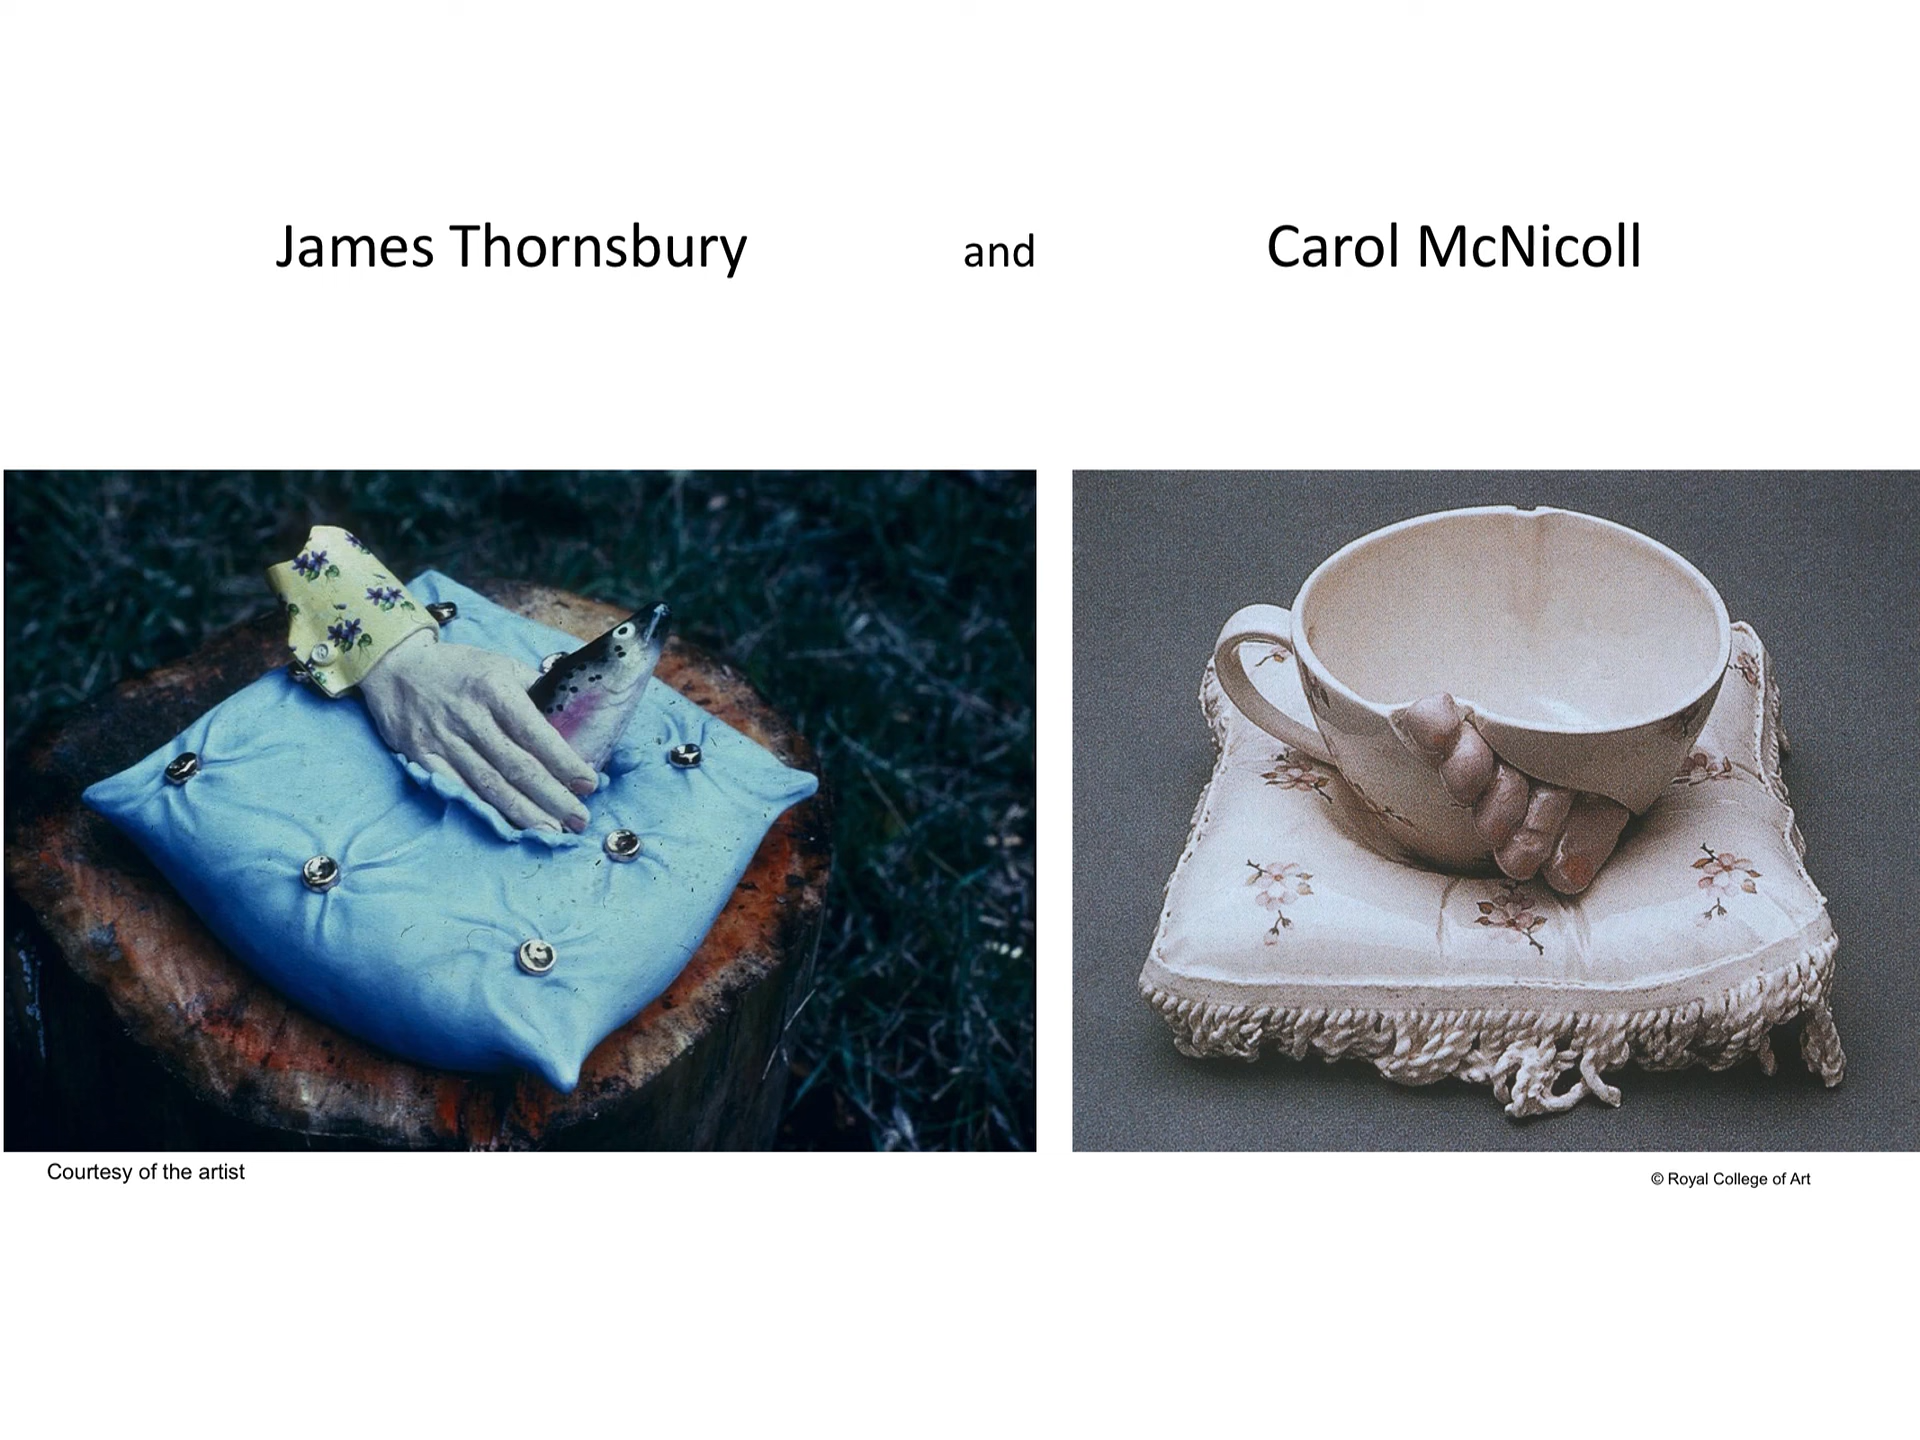 James Thornsbury and Carol McNicoll
Courtesy of the artist
© Royal College of Art